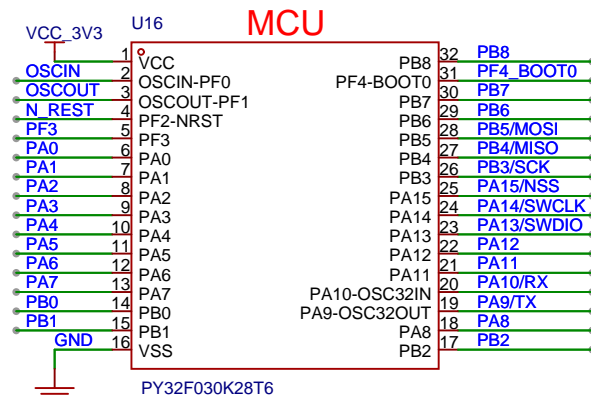 MCU
U16
VCC_3V3
1 VCC
OSCIN 2 OSCIN-PF0
OSCOUT 3 OSCOUT-PF1
N_REST 4 PF2-NRST
PF3 5 PF3
PA0 6 PA0
PA1 7 PA1
PA2 8 PA2
PA3 9 PA3
PA4 10 PA4
PA5 11 PA5
PA6 12 PA6
PA7 13 PA7
PB0 14 PB0
PB1 15 PB1
GND 16 VSS
PB8 32 PB8
PF4-BOOT0 31 PF4_BOOT0
PB7 30 PB7
PB6 29 PB6
PB5 28 PB5/MOSI
PB4 27 PB4/MISO
PB3 26 PB3/SCK
PA15 25 PA15/NSS
PA14 24 PA14/SWCLK
PA13 23 PA13/SWDIO
PA12 22 PA12
PA11 21 PA11
PA10-OSC32IN 20 PA10/RX
PA9-OSC32OUT 19 PA9/TX
PA8 18 PA8
PB2 17 PB2
PY32F030K28T6